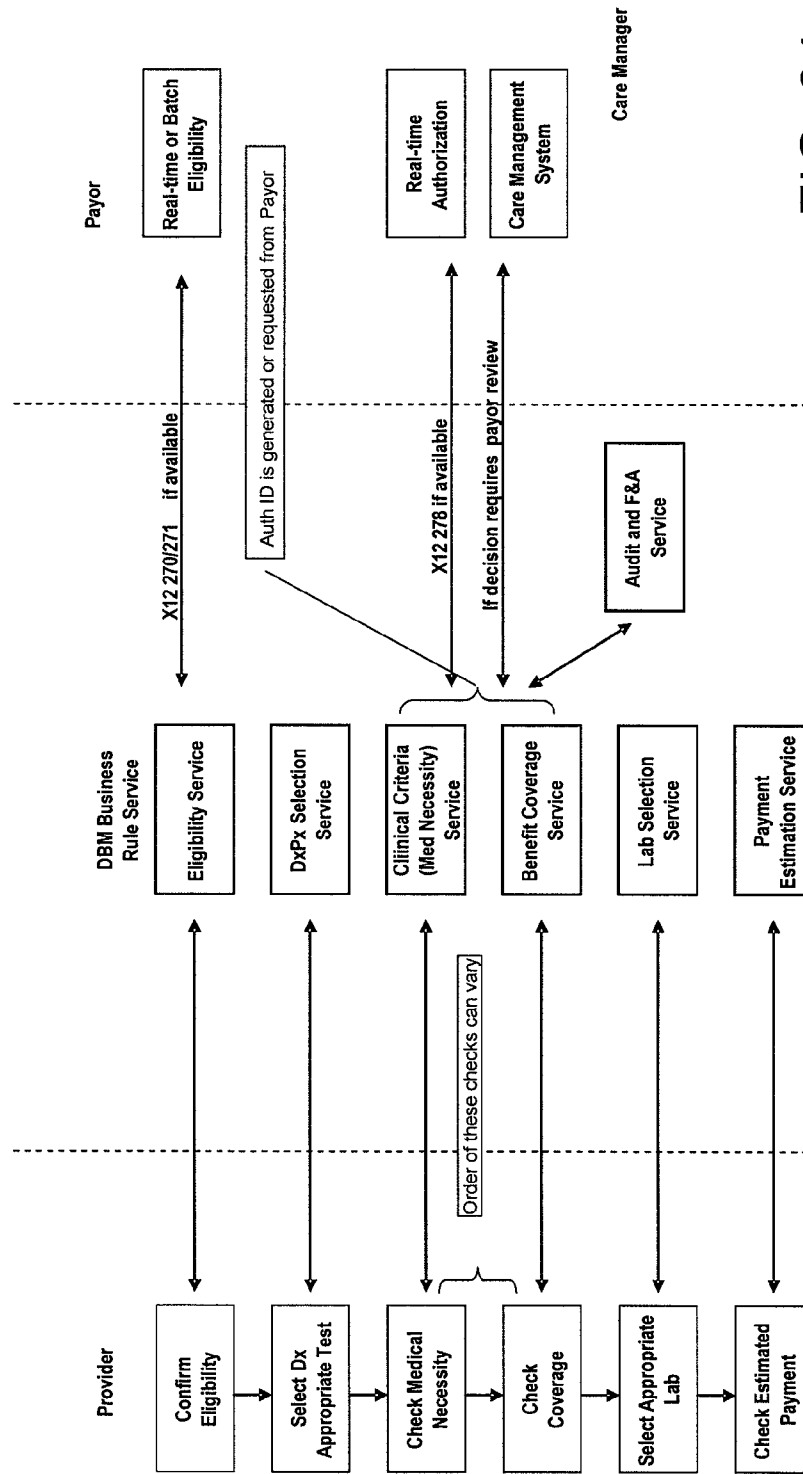 Provider
DBM Business
Rule Service
Payor
Confirm
Eligibility
Eligibility Service
X12 270/271 if available
Real-time or Batch
Eligibility
Select Dx
Appropriate Test
DxPx Selection
Service
Auth ID is generated or requested from Payor
Check Medical
Necessity
Cliinical Criteria
(Med Necessity)
Service
X12 278 if available
Real-time
Authorization
Order of these checks can vary
Check
Coverage
Benefit Coverage
Service
If decision requires payor review
Care Management
System
Select Appropriate
Lab
Lab Selection
Service
Audit and F&A
Service
Care Manager
Check Estimated
Payment
Payment
Estimation Service